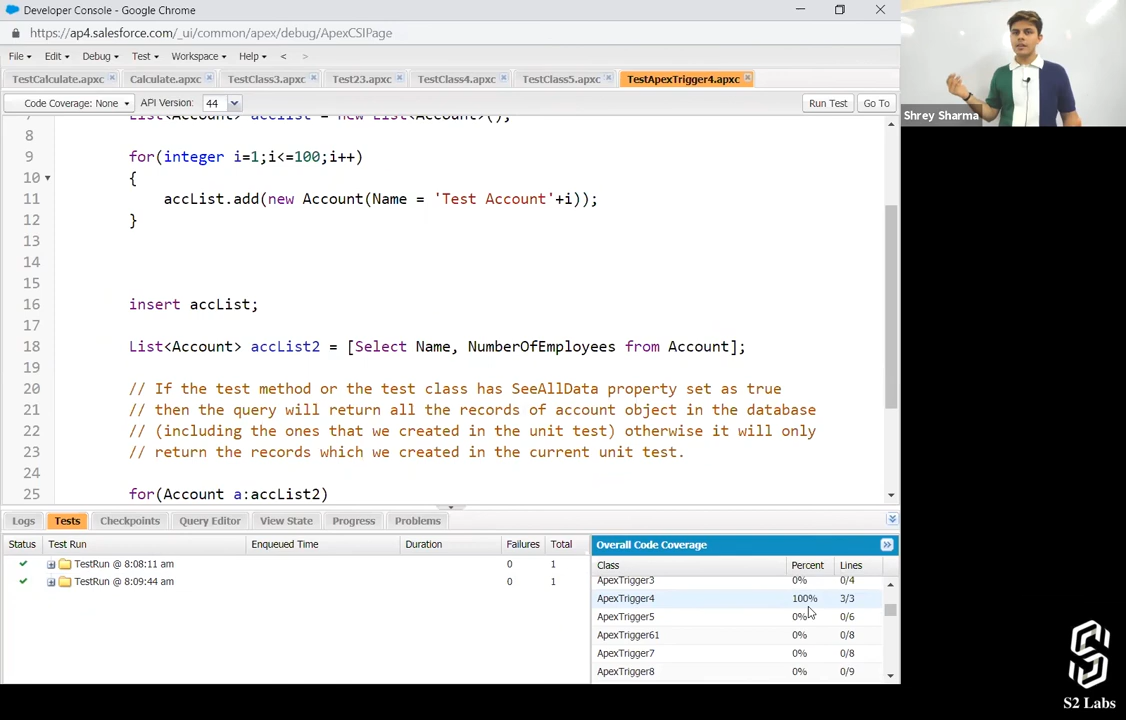 Developer Console - Google Chrome
https://ap4.salesforce.com/_ui/common/apex/debug/ApexCSIPage
File Edit Debug Test Workspace Help < >
TestCalculate.apxc Calculate.apxc TestClass3.apxc Test23.apxc TestClass4.apxc TestClass5.apxc TestApexTrigger4.apxc
Code Coverage: None API Version: 44 Run Test Go To
7 List<Account> accList = new List<Account>();
8
9 for(integer i=1;i<=100;i++)
10 {
11 accList.add(new Account(Name = 'Test Account'+i));
12 }
13
14
15
16 insert accList;
17
18 List<Account> accList2 = [Select Name, NumberOfEmployees from Account];
19
20 // If the test method or the test class has SeeAllData property set as true
21 // then the query will return all the records of account object in the database
22 // (including the ones that we created in the unit test) otherwise it will only
23 // return the records which we created in the current unit test.
24
25 for(Account a:accList2)
Logs Tests Checkpoints Query Editor View State Progress Problems
Status Test Run Enqueued Time Duration Failures Total
TestRun @ 8:08:11 am 0 1
TestRun @ 8:09:44 am 0 1
Overall Code Coverage
Class Percent Lines
ApexTrigger3 0% 0/4
ApexTrigger4 100% 3/3
ApexTrigger5 0% 0/6
ApexTrigger61 0% 0/8
ApexTrigger7 0% 0/8
ApexTrigger8 0% 0/9
Shrey Sharma
S2 Labs